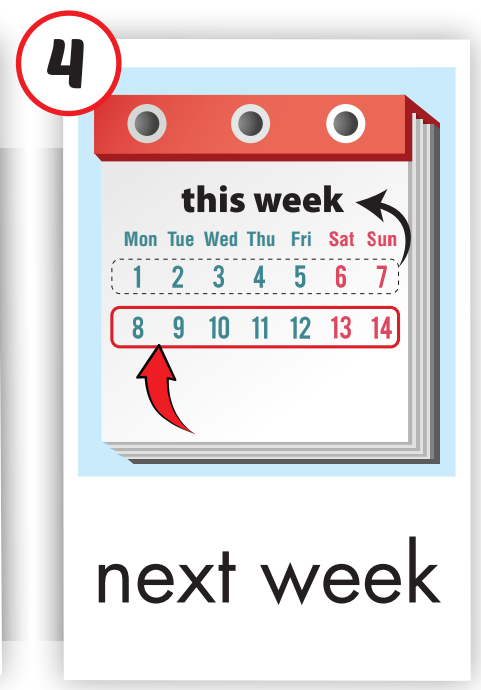 4
this week
Mon Tue Wed Thu Fri Sat Sun
1 2 3 4 5 6 7
8 9 10 11 12 13 14
next week